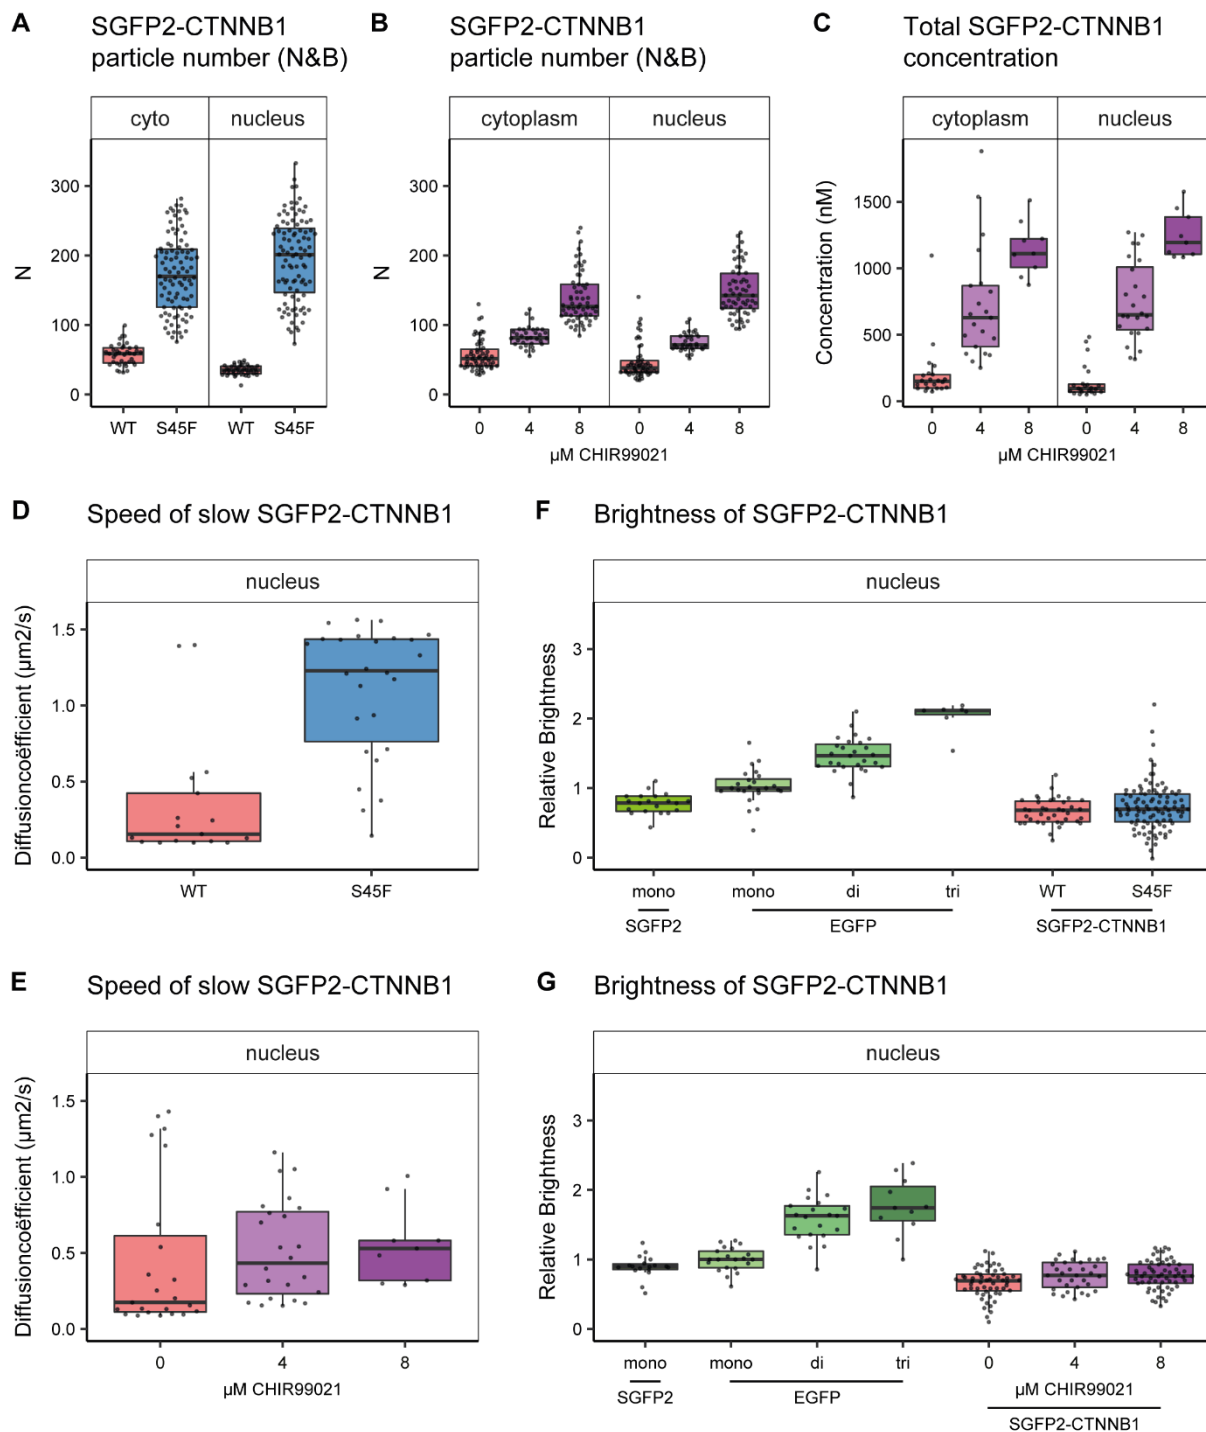 A SGFP2-CTNNB1
particle number (N&B)
cyto nucleus
N
300
200
100
0
WT S45F WT S45F
B SGFP2-CTNNB1
particle number (N&B)
cytoplasm nucleus
N
300
200
100
0
0 4 8 0 4 8
µM CHIR99021
C Total SGFP2-CTNNB1
concentration
cytoplasm nucleus
Concentration (nM)
1500
1000
500
0
0 4 8 0 4 8
µM CHIR99021
D Speed of slow SGFP2-CTNNB1
nucleus
Diffusioncoëfficient (µm2/s)
1.5
1.0
0.5
0.0
WT S45F
F Brightness of SGFP2-CTNNB1
nucleus
Relative Brightness
3
2
1
0
mono mono di tri WT S45F
SGFP2 EGFP SGFP2-CTNNB1
E Speed of slow SGFP2-CTNNB1
nucleus
Diffusioncoëfficient (µm2/s)
1.5
1.0
0.5
0.0
0 4 8
µM CHIR99021
G Brightness of SGFP2-CTNNB1
nucleus
Relative Brightness
3
2
1
0
mono mono di tri 0 4 8
SGFP2 EGFP µM CHIR99021
SGFP2-CTNNB1